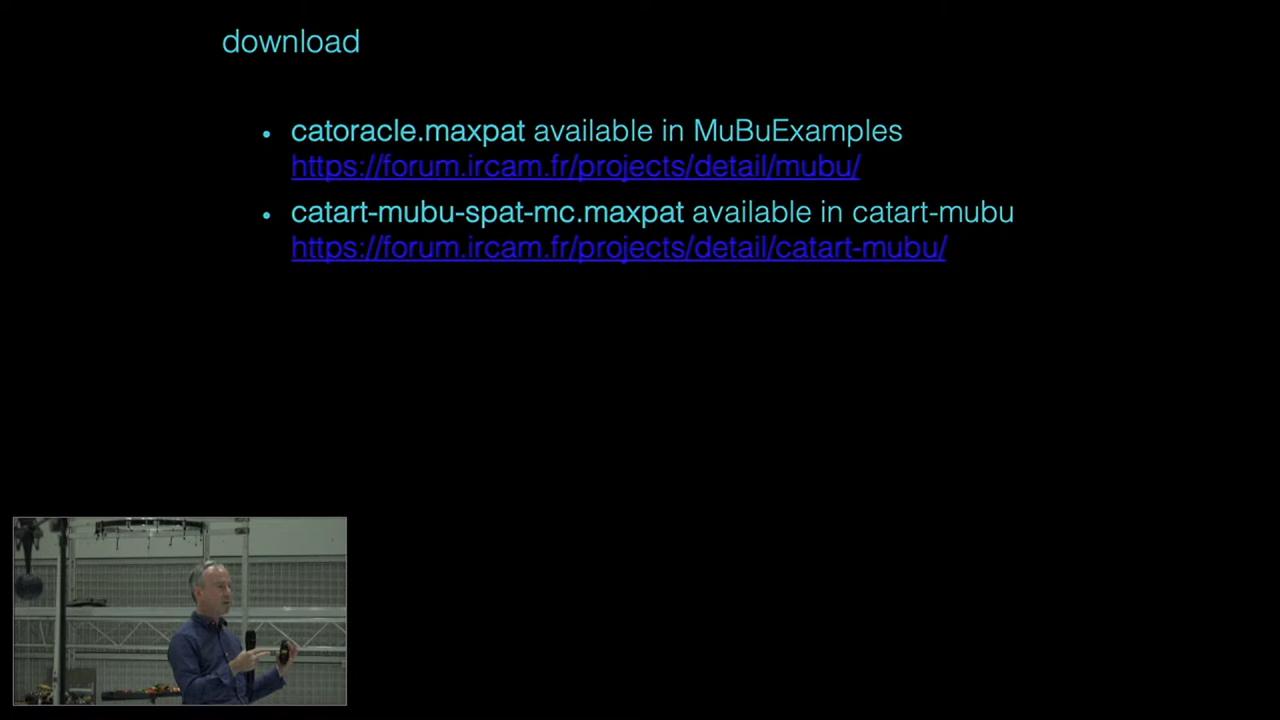 download
• catoracle.maxpat available in MuBuExamples
https://forum.ircam.fr/projects/detail/mubu/
• catart-mubu-spat-mc.maxpat available in catart-mubu
https://forum.ircam.fr/projects/detail/catart-mubu/